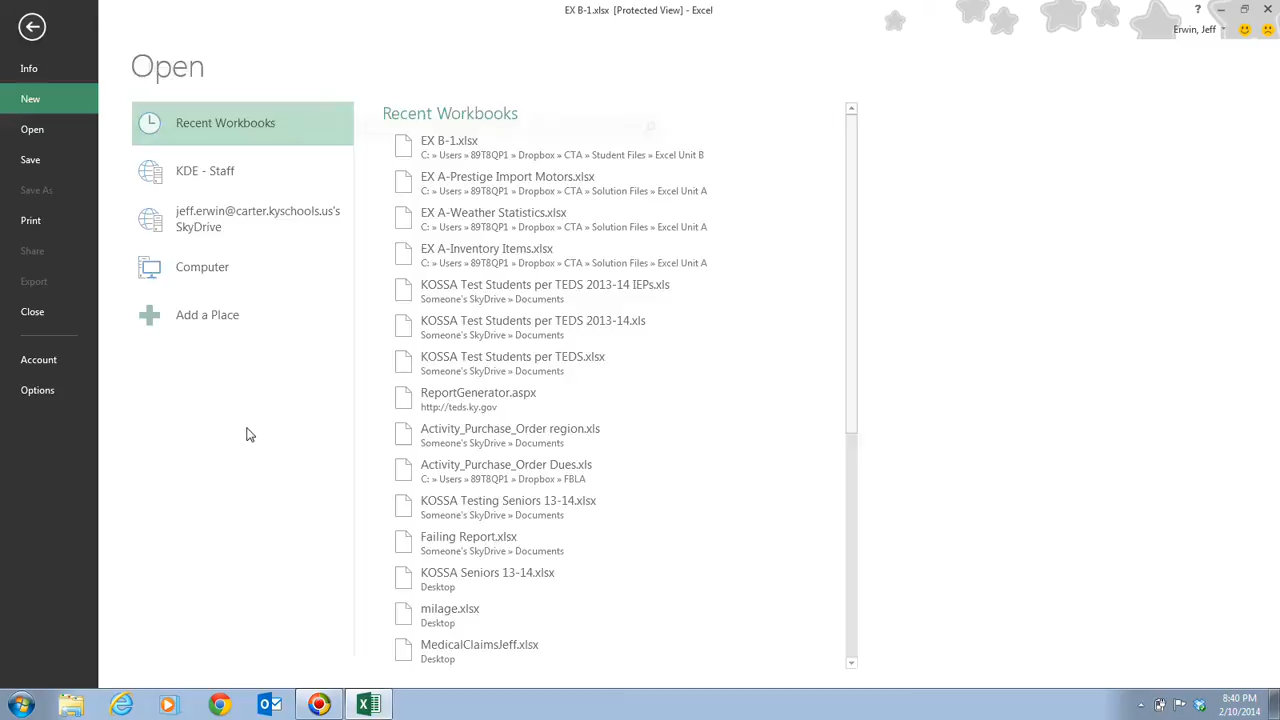 EX B-1.xlsx [Protected View] - Excel
?
Erwin, Jeff
Info
New
Open
Save
Save As
Print
Share
Export
Close
Account
Options
Open
Recent Workbooks
KDE - Staff
jeff.erwin@carter.kyschools.us's
SkyDrive
Computer
Add a Place
Recent Workbooks
EX B-1.xlsx
C: » Users » 89T8QP1 » Dropbox » CTA » Student Files » Excel Unit B
EX A-Prestige Import Motors.xlsx
C: » Users » 89T8QP1 » Dropbox » CTA » Solution Files » Excel Unit A
EX A-Weather Statistics.xlsx
C: » Users » 89T8QP1 » Dropbox » CTA » Solution Files » Excel Unit A
EX A-Inventory Items.xlsx
C: » Users » 89T8QP1 » Dropbox » CTA » Solution Files » Excel Unit A
KOSSA Test Students per TEDS 2013-14 IEPs.xls
Someone's SkyDrive » Documents
KOSSA Test Students per TEDS 2013-14.xls
Someone's SkyDrive » Documents
KOSSA Test Students per TEDS.xlsx
Someone's SkyDrive » Documents
ReportGenerator.aspx
http://teds.ky.gov
Activity_Purchase_Order region.xls
Someone's SkyDrive » Documents
Activity_Purchase_Order Dues.xls
C: » Users » 89T8QP1 » Dropbox » FBLA
KOSSA Testing Seniors 13-14.xlsx
Someone's SkyDrive » Documents
Failing Report.xlsx
Someone's SkyDrive » Documents
KOSSA Seniors 13-14.xlsx
Desktop
milage.xlsx
Desktop
MedicalClaimsJeff.xlsx
Desktop
8:40 PM
2/10/2014